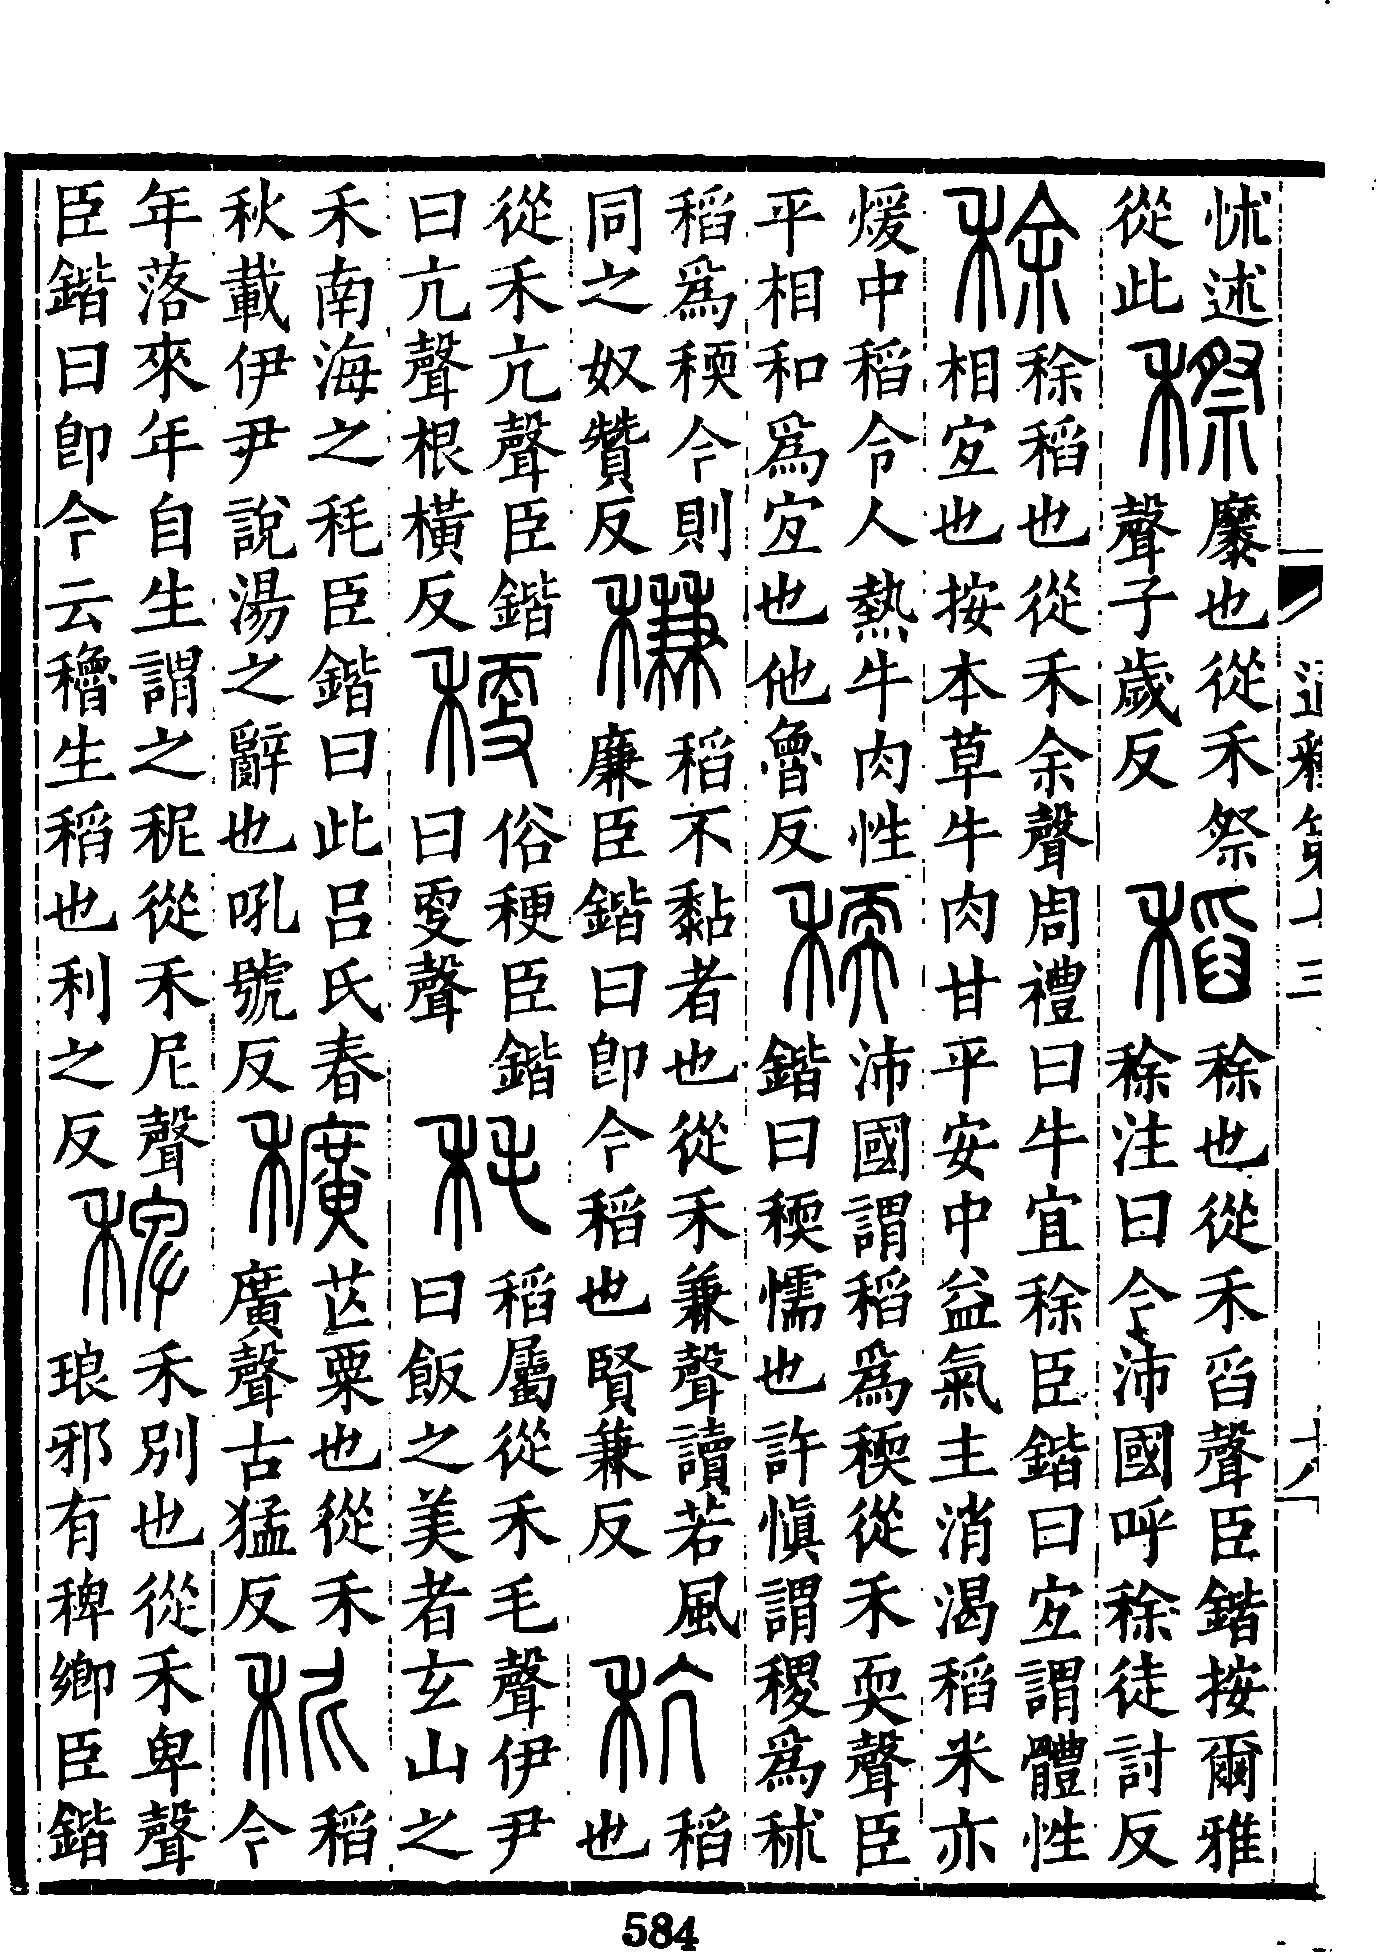 怵述
從此
穄
縻也從禾祭
聲子歲反
稻
稌也從禾舀聲臣鍇按爾雅
稌注曰今沛國呼稌徒討反
稌
稌稻也從禾余聲周禮曰牛宜稌臣鍇曰宐謂體性
相宐也按本草牛肉甘平安中益氣主消渴稻米亦
煖中稻令人熱牛肉性
平相和爲宐也他魯反
稬
沛國謂稻爲稬從禾耎聲臣
鍇曰稬懦也許愼謂稷爲秫
稻爲稬今則
同之奴贊反
稴
稻不黏者也從禾兼聲讀若風
廉臣鍇曰卽今稻也賢兼反
秔
稻
也
從禾亢聲臣鍇
曰亢聲根橫反
稉
俗稉臣鍇
曰㪅聲
秏
稻屬從禾毛聲伊尹
曰飯之美者玄山之
禾南海之秏臣鍇曰此呂氏春
秋載伊尹說湯之辭也吼號反
穬
芒粟也從禾
廣聲古猛反
秜
稻
今
年落來年自生謂之秜從禾尼聲
臣鍇曰卽今云穭生稻也利之反
稗
禾別也從禾卑聲
琅邪有稗鄉臣鍇
通釋第十三
584